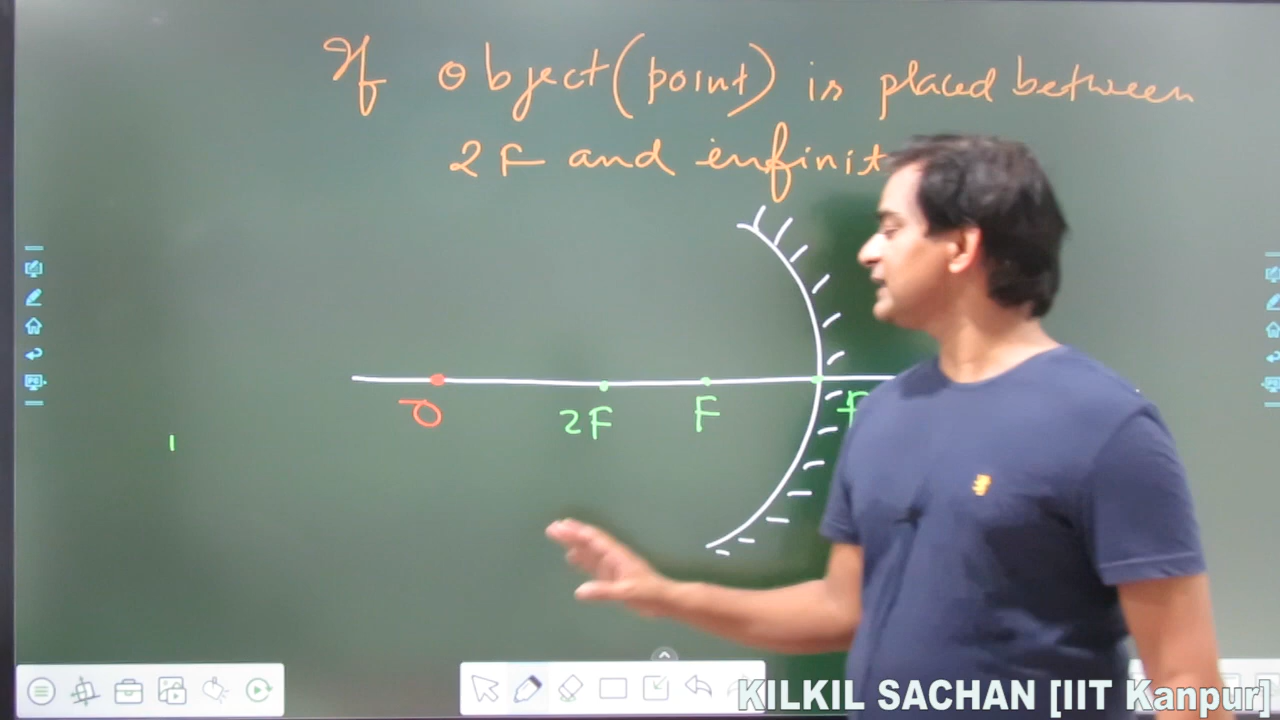 If object (point) is placed between
2F and infinit
O
2F
F
P
KILKIL SACHAN [IIT Kanpur]